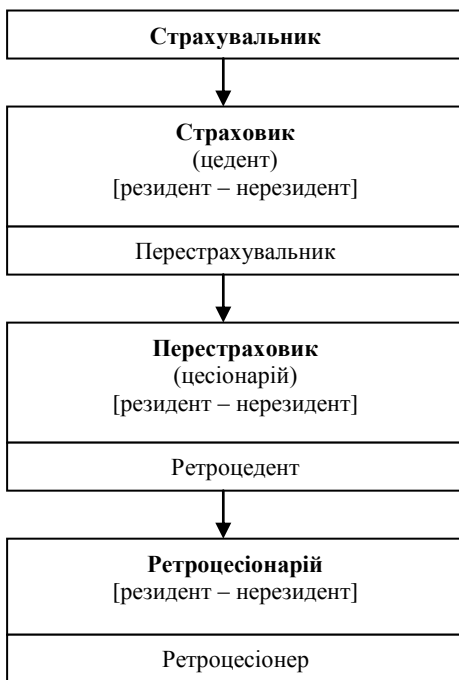 Страхувальник
Страховик
(цедент)
[резидент – нерезидент]
Перестрахувальник
Перестраховик
(цесіонарій)
[резидент – нерезидент]
Ретроцедент
Ретроцесіонарій
[резидент – нерезидент]
Ретроцесіонер